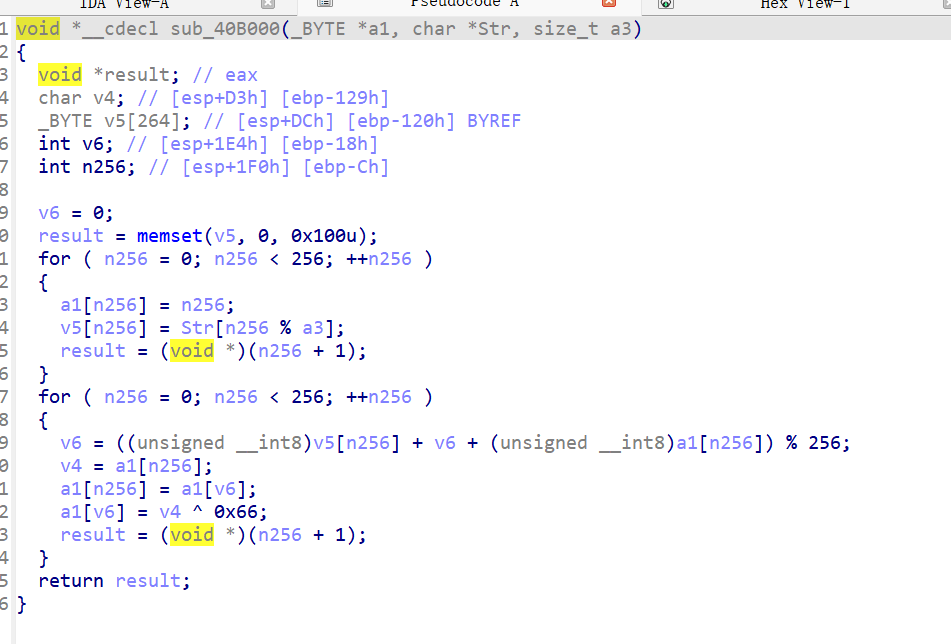 IDA View-A Pseudocode A Hex View-1
1 void *__cdecl sub_40B000(_BYTE *a1, char *Str, size_t a3)
2 {
3 void *result; // eax
4 char v4; // [esp+D3h] [ebp-129h]
5 _BYTE v5[264]; // [esp+DCh] [ebp-120h] BYREF
6 int v6; // [esp+1E4h] [ebp-18h]
7 int n256; // [esp+1F0h] [ebp-Ch]
8
9 v6 = 0;
0 result = memset(v5, 0, 0x100u);
1 for ( n256 = 0; n256 < 256; ++n256 )
2 {
3 a1[n256] = n256;
4 v5[n256] = Str[n256 % a3];
5 result = (void *)(n256 + 1);
6 }
7 for ( n256 = 0; n256 < 256; ++n256 )
8 {
9 v6 = ((unsigned __int8)v5[n256] + v6 + (unsigned __int8)a1[n256]) % 256;
0 v4 = a1[n256];
1 a1[n256] = a1[v6];
2 a1[v6] = v4 ^ 0x66;
3 result = (void *)(n256 + 1);
4 }
5 return result;
6 }